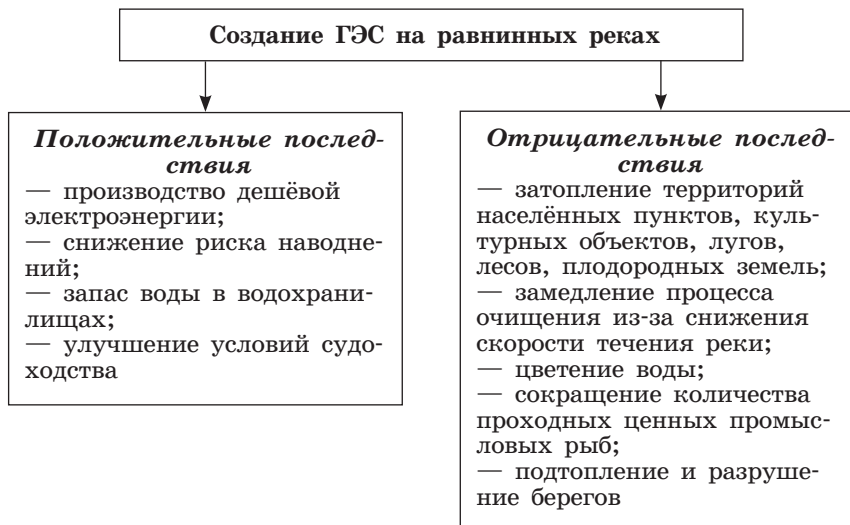 Создание ГЭС на равнинных реках
Положительные послед-
ствия
— производство дешёвой
электроэнергии;
— снижение риска наводне-
ний;
— запас воды в водохрани-
лищах;
— улучшение условий судо-
ходства
Отрицательные послед-
ствия
— затопление территорий
населённых пунктов, куль-
турных объектов, лугов,
лесов, плодородных земель;
— замедление процесса
очищения из-за снижения
скорости течения реки;
— цветение воды;
— сокращение количества
проходных ценных промыс-
ловых рыб;
— подтопление и разруше-
ние берегов